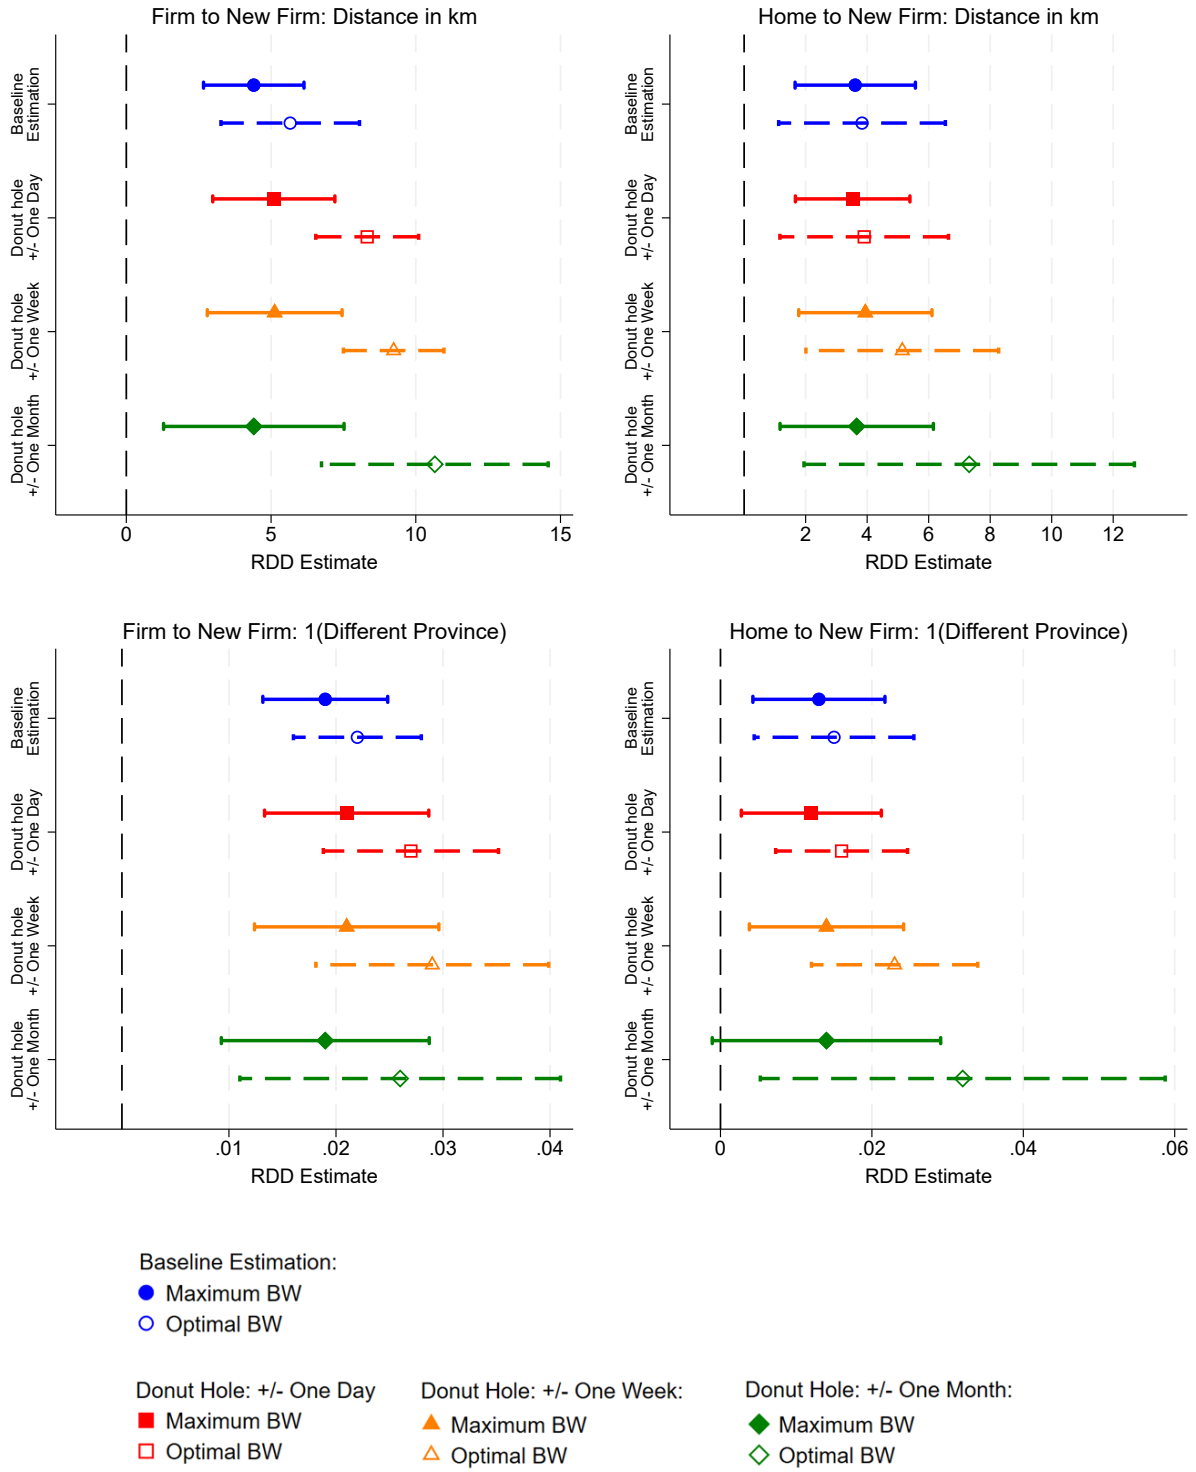 Firm to New Firm: Distance in km
Baseline
Estimation
Donut hole
+/- One Day
Donut hole
+/- One Week
Donut hole
+/- One Month
0 5 10 15
RDD Estimate
Home to New Firm: Distance in km
Baseline
Estimation
Donut hole
+/- One Day
Donut hole
+/- One Week
Donut hole
+/- One Month
2 4 6 8 10 12
RDD Estimate
Firm to New Firm: 1(Different Province)
Baseline
Estimation
Donut hole
+/- One Day
Donut hole
+/- One Week
Donut hole
+/- One Month
.01 .02 .03 .04
RDD Estimate
Home to New Firm: 1(Different Province)
Baseline
Estimation
Donut hole
+/- One Day
Donut hole
+/- One Week
Donut hole
+/- One Month
0 .02 .04 .06
RDD Estimate
Baseline Estimation:
Maximum BW
Optimal BW
Donut Hole: +/- One Day
Maximum BW
Optimal BW
Donut Hole: +/- One Week:
Maximum BW
Optimal BW
Donut Hole: +/- One Month:
Maximum BW
Optimal BW